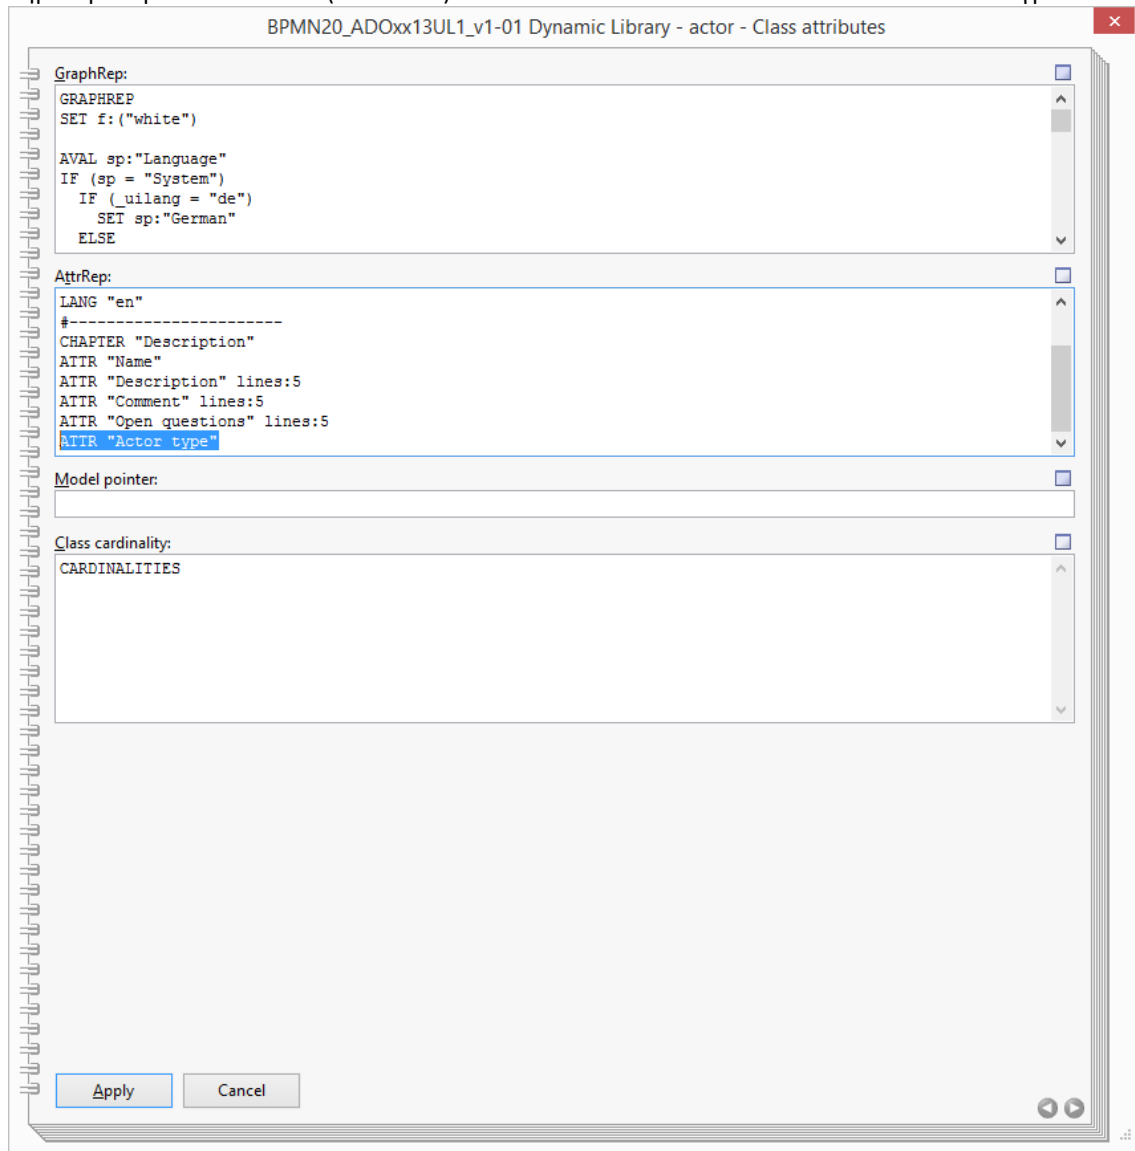 BPMN20_ADOxx13UL1_v1-01 Dynamic Library - actor - Class attributes
GraphRep:
GRAPHREP
SET f:("white")
AVAL sp:"Language"
IF (sp = "System")
IF (_uilang = "de")
SET sp:"German"
ELSE
AttrRep:
LANG "en"
#-----------------------
CHAPTER "Description"
ATTR "Name"
ATTR "Description" lines:5
ATTR "Comment" lines:5
ATTR "Open questions" lines:5
ATTR "Actor type"
Model pointer:
Class cardinality:
CARDINALITIES
Apply Cancel